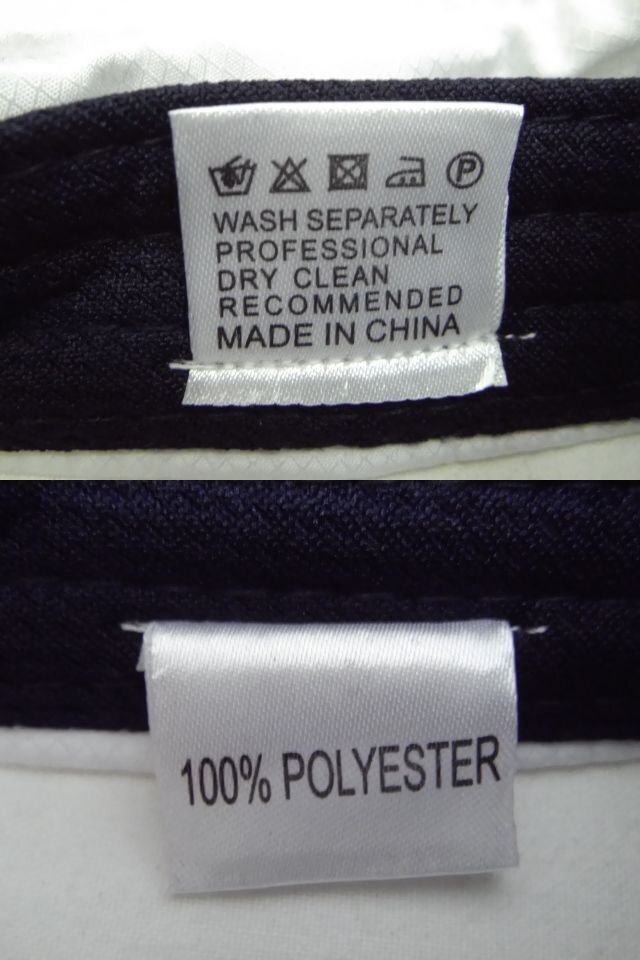 P
WASH SEPARATELY
PROFESSIONAL
DRY CLEAN
RECOMMENDED
MADE IN CHINA
100% POLYESTER